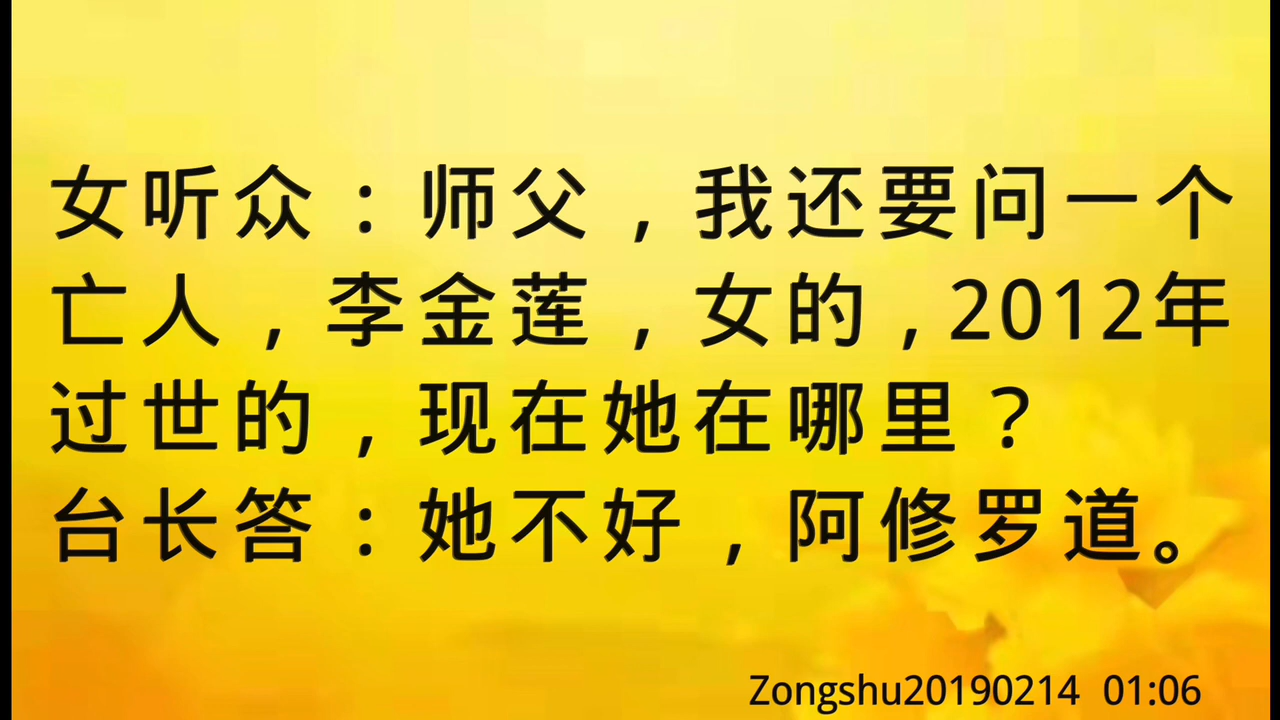 女听众：师父，我还要问一个
亡人，李金莲，女的，2012年
过世的，现在她在哪里？
台长答：她不好，阿修罗道。
Zongshu20190214 01:06